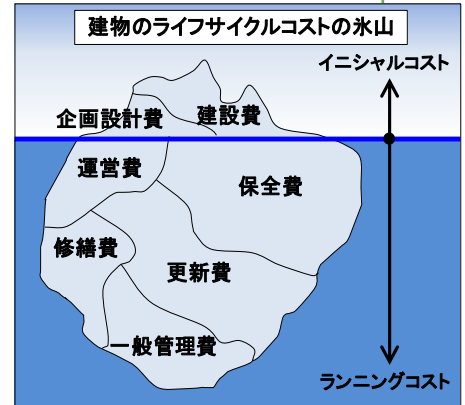 建物のライフサイクルコストの氷山
イニシャルコスト
企画設計費
建設費
運営費
保全費
修繕費
更新費
一般管理費
ランニングコスト